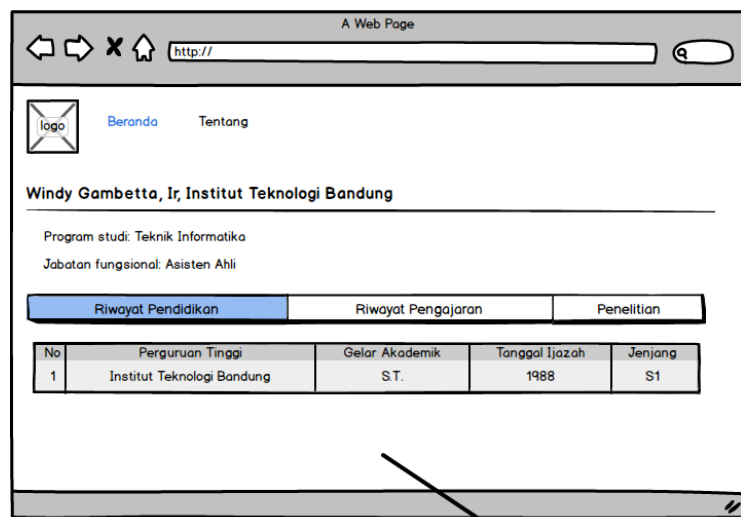 A Web Page
http://
logo Beranda Tentang
Windy Gambetta, Ir, Institut Teknologi Bandung
Program studi: Teknik Informatika
Jabatan fungsional: Asisten Ahli
Riwayat Pendidikan Riwayat Pengajaran Penelitian
No Perguruan Tinggi Gelar Akademik Tanggal Ijazah Jenjang
1 Institut Teknologi Bandung S.T. 1988 S1